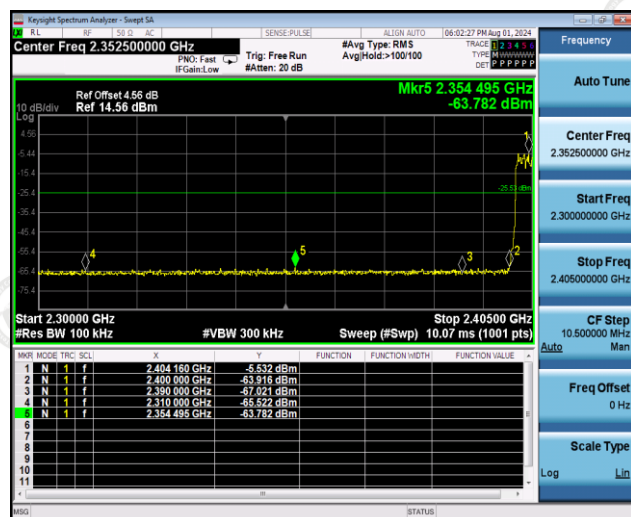 Keysight Spectrum Analyzer - Swept SA
RL RF 50 Ω AC SENSE:PULSE ALIGN AUTO 06:02:27 PM Aug 01, 2024
Center Freq 2.352500000 GHz
PNO: Fast
IFGain:Low
Trig: Free Run
#Atten: 20 dB
#Avg Type: RMS
Avg|Hold:>100/100
TRACE 1 2 3 4 5 6
TYPE MWWWWW
DET P P P P P P
Frequency
Auto Tune
Center Freq
2.352500000 GHz
Start Freq
2.300000000 GHz
Stop Freq
2.405000000 GHz
CF Step
10.500000 MHz
Auto Man
Freq Offset
0 Hz
Scale Type
Log Lin
Mkr5 2.354 495 GHz
-63.782 dBm
Ref Offset 4.56 dB
10 dB/div Ref 14.56 dBm
Log
4.56
-5.44
-15.4
-25.4
-35.4
-45.4
-55.4
-65.4
-75.4
1
-25.53 dBm
4 5 3 2
Start 2.30000 GHz Stop 2.40500 GHz
#Res BW 100 kHz #VBW 300 kHz Sweep (#Swp) 10.07 ms (1001 pts)
MKR MODE TRC SCL X Y FUNCTION FUNCTION WIDTH FUNCTION VALUE
1 N 1 f 2.404 160 GHz -5.532 dBm
2 N 1 f 2.400 000 GHz -63.916 dBm
3 N 1 f 2.390 000 GHz -67.021 dBm
4 N 1 f 2.310 000 GHz -65.522 dBm
5 N 1 f 2.354 495 GHz -63.782 dBm
6
7
8
9
10
11
MSG STATUS